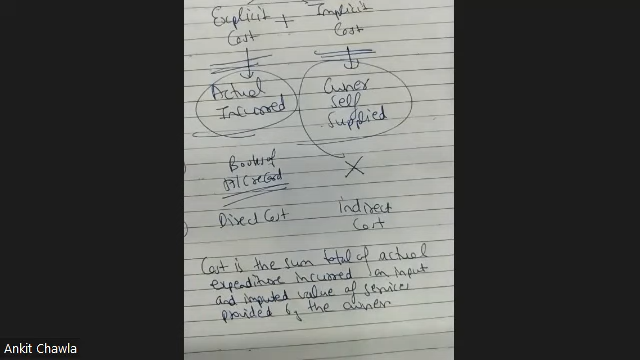 Explicit + Implicit
Cost Cost
Actual Owner
Incurred Self
Supplied
Books of X
A/C record
Direct Cost Indirect
Cost
Cost is the sum total of actual
expenditure incurred on input
and imputed value of services
provided by the owner
Ankit Chawla